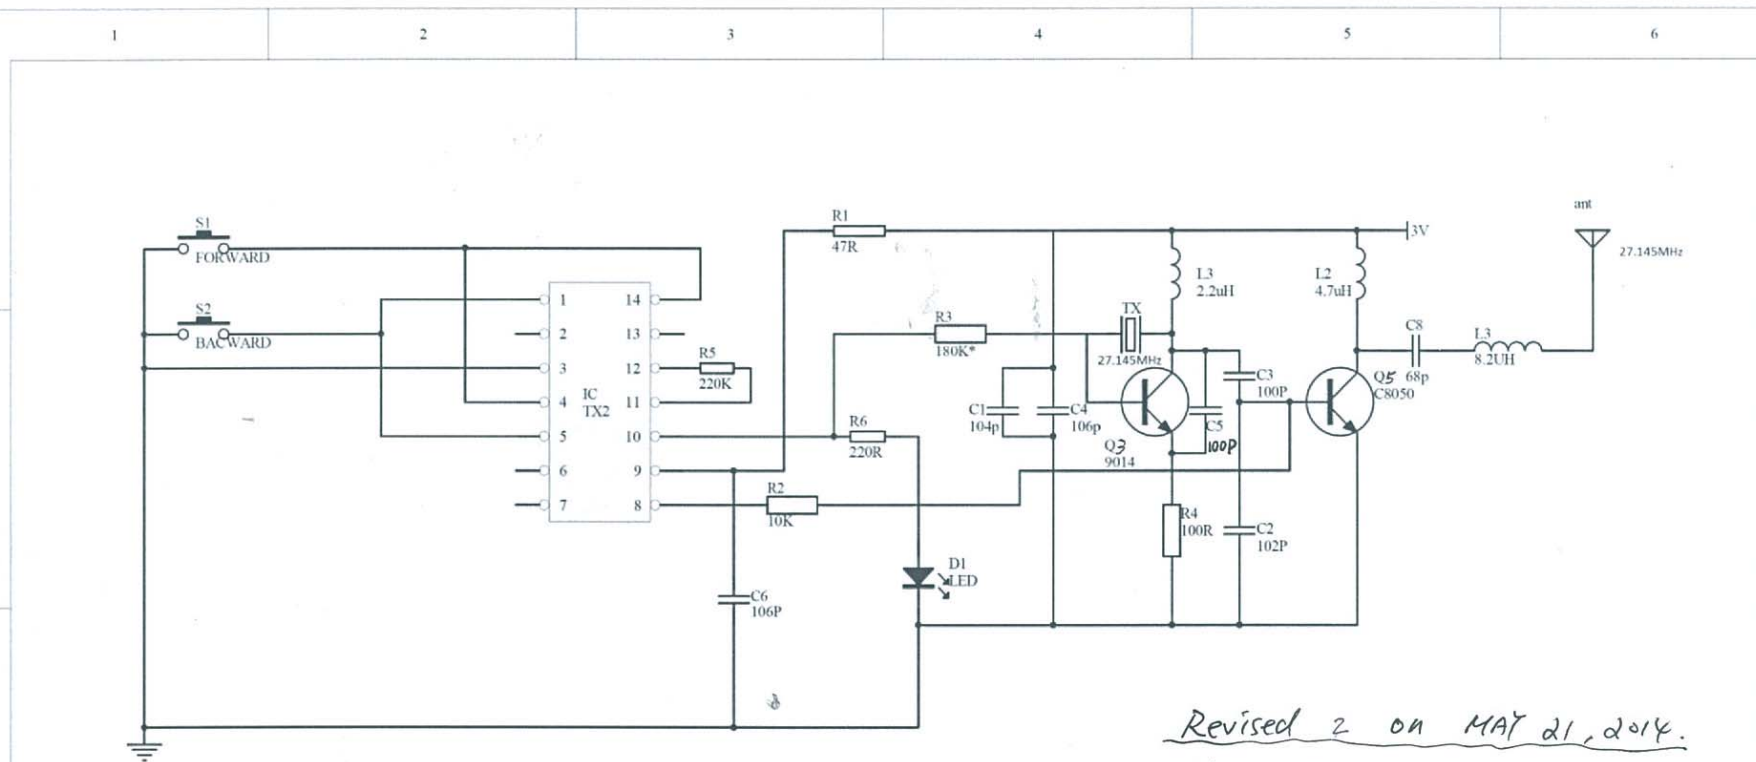 1 2 3 4 5 6
S1
FORWARD
S2
BACWARD
IC
TX2
1 14
2 13
3 12
4 11
5 10
6 9
7 8
R5
220K
R1
47R
R3
180K*
R6
220R
R2
10K
C6
106P
D1
LED
C1
104p
C4
106p
TX
27.145MHz
L3
2.2uH
Q3
9014
C5
100P
R4
100R
C3
100P
C2
102P
L2
4.7uH
3V
Q5
C8050
C8
68p
L3
8.2UH
ant
27.145MHz
Revised 2 on MAY 21, 2014.